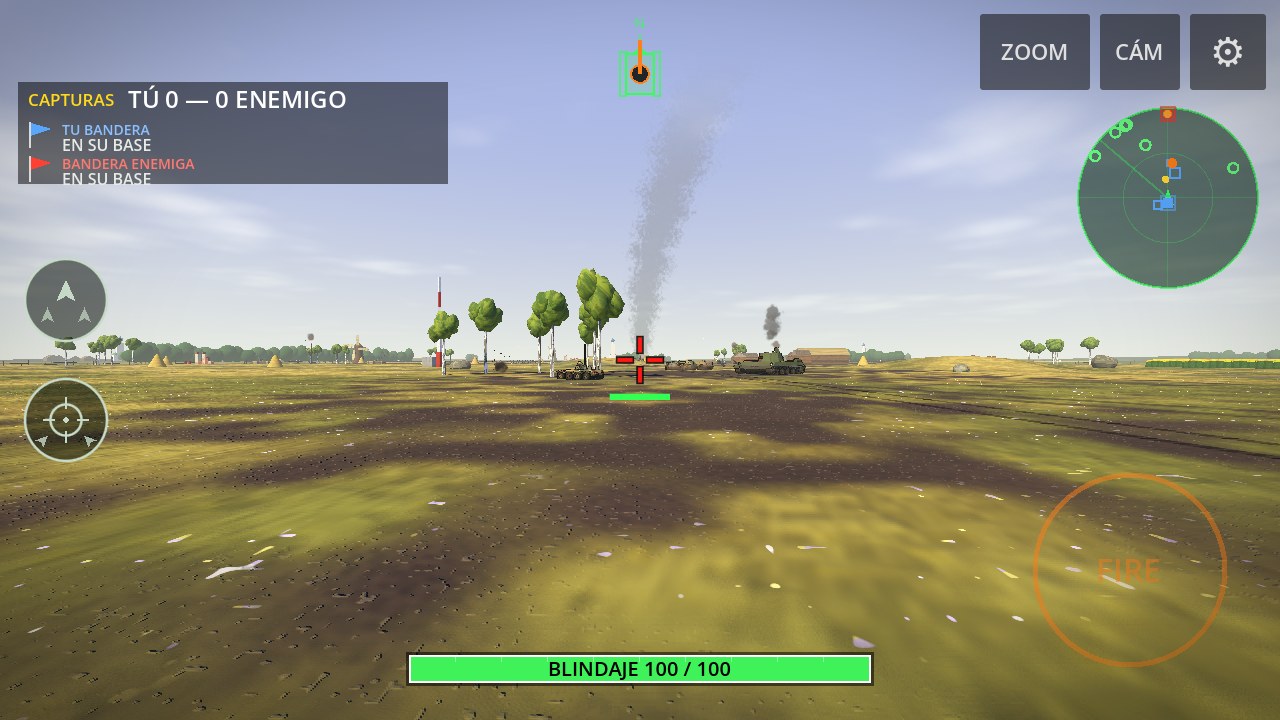 ZOOM
CÁM
CAPTURAS TÚ 0 — 0 ENEMIGO
TU BANDERA
EN SU BASE
BANDERA ENEMIGA
EN SU BASE
FIRE
BLINDAJE 100 / 100